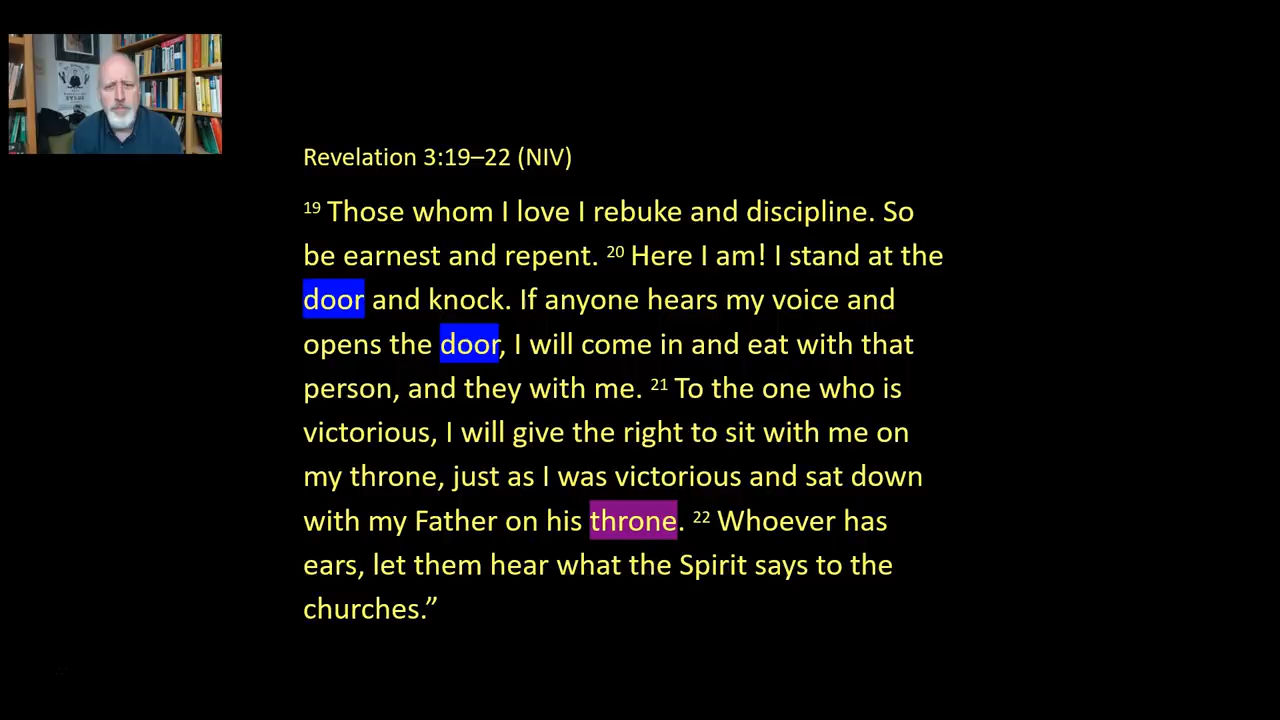 Revelation 3:19–22 (NIV)
19 Those whom I love I rebuke and discipline. So
be earnest and repent. 20 Here I am! I stand at the
door and knock. If anyone hears my voice and
opens the door, I will come in and eat with that
person, and they with me. 21 To the one who is
victorious, I will give the right to sit with me on
my throne, just as I was victorious and sat down
with my Father on his throne. 22 Whoever has
ears, let them hear what the Spirit says to the
churches.”